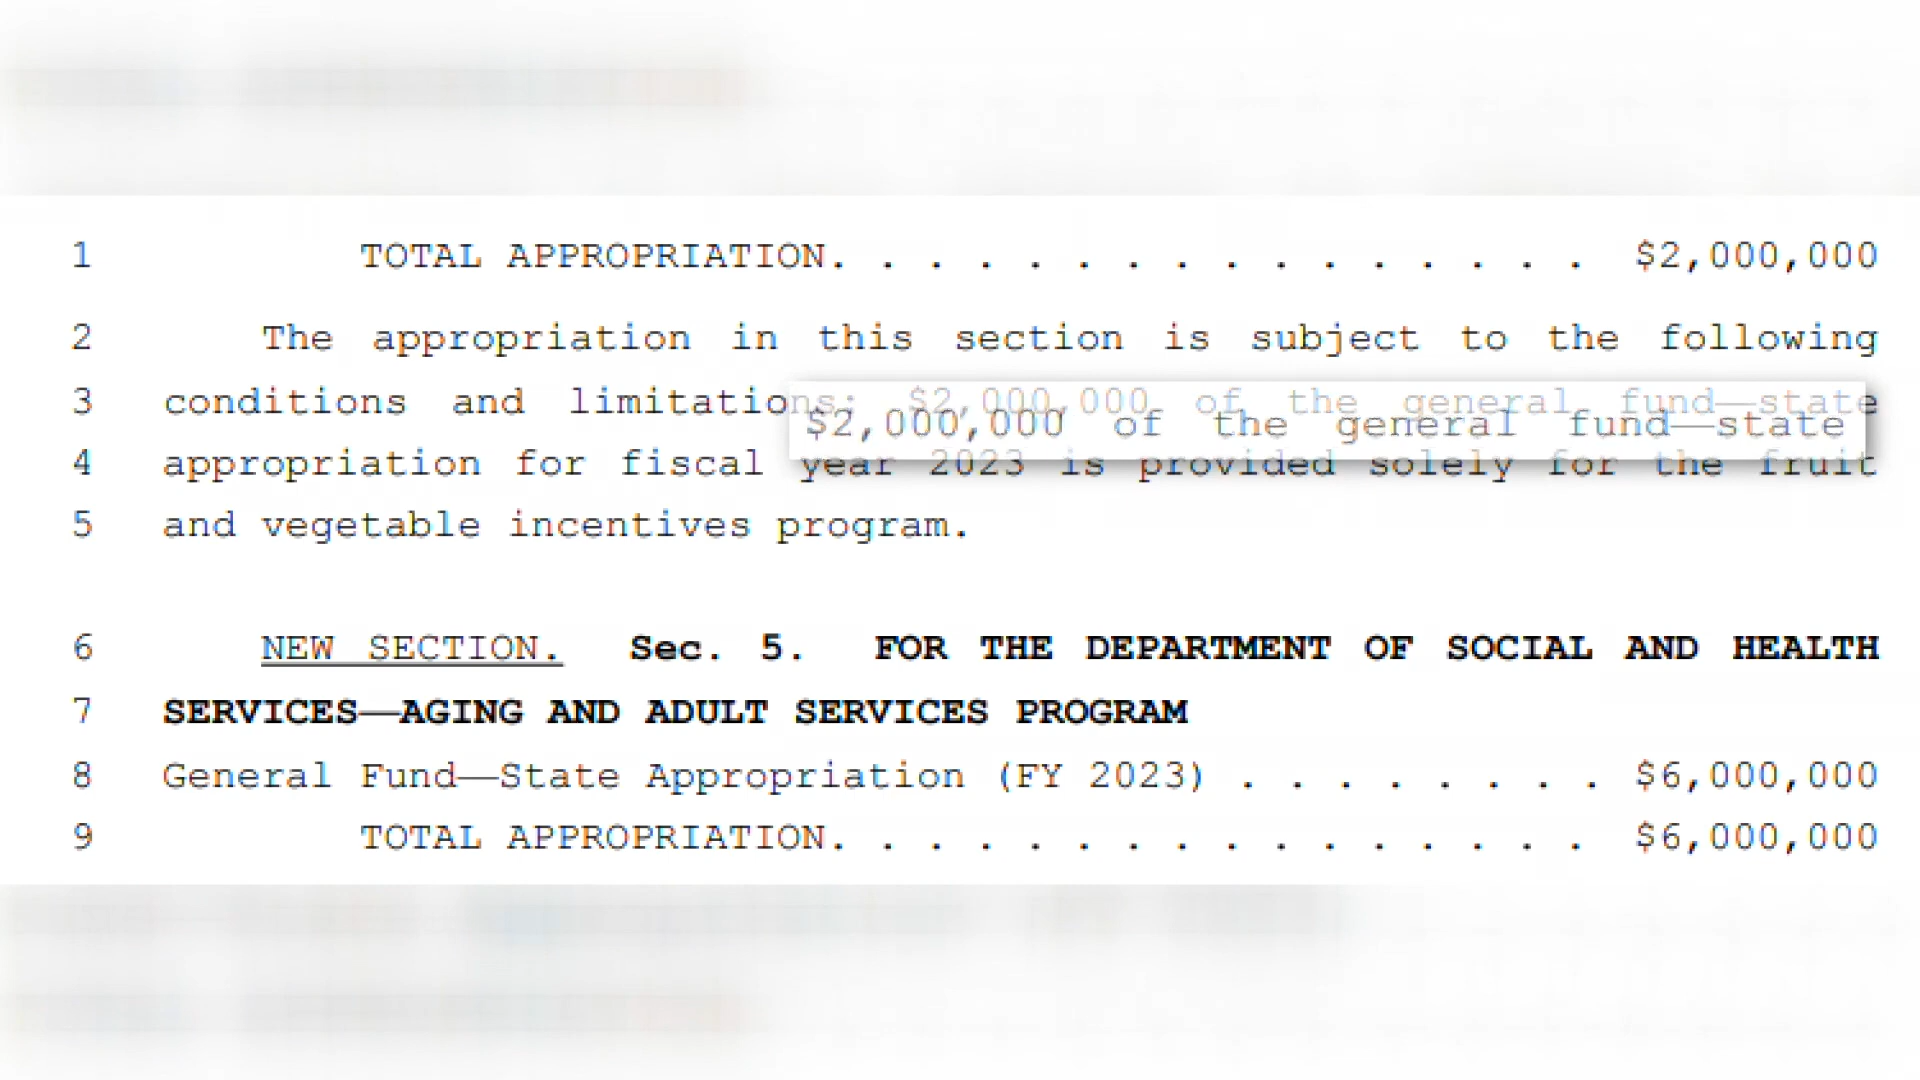 1 TOTAL APPROPRIATION. . . . . . . . . . . . . . . . $2,000,000
2 The appropriation in this section is subject to the following
3 conditions and limitations: $2,000,000 of the general fund—state
$2,000,000 of the general fund—state
4 appropriation for fiscal year 2023 is provided solely for the fruit
5 and vegetable incentives program.
6 NEW SECTION. Sec. 5. FOR THE DEPARTMENT OF SOCIAL AND HEALTH
7 SERVICES—AGING AND ADULT SERVICES PROGRAM
8 General Fund—State Appropriation (FY 2023) . . . . . . . . $6,000,000
9 TOTAL APPROPRIATION. . . . . . . . . . . . . . . . $6,000,000